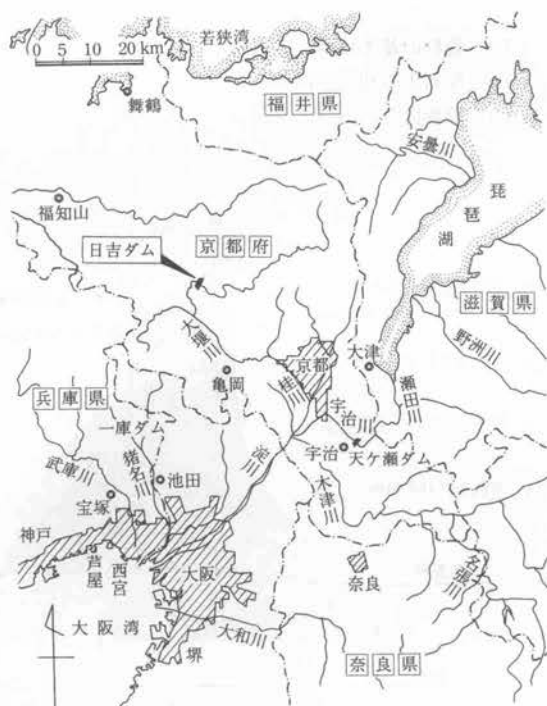 0 5 10 20 km
若狭湾
舞鶴
福井県
安曇川
福知山
琵琶湖
日吉ダム
京都府
滋賀県
大堰川
京都
大津
野洲川
亀岡
桂川
瀬田川
兵庫県
宇治川
一庫ダム
淀川
宇治
天ケ瀬ダム
武庫川
猪名川
池田
木津川
宝塚
神戸
芦屋
西宮
大阪
奈良
名張川
大阪湾
大和川
堺
奈良県